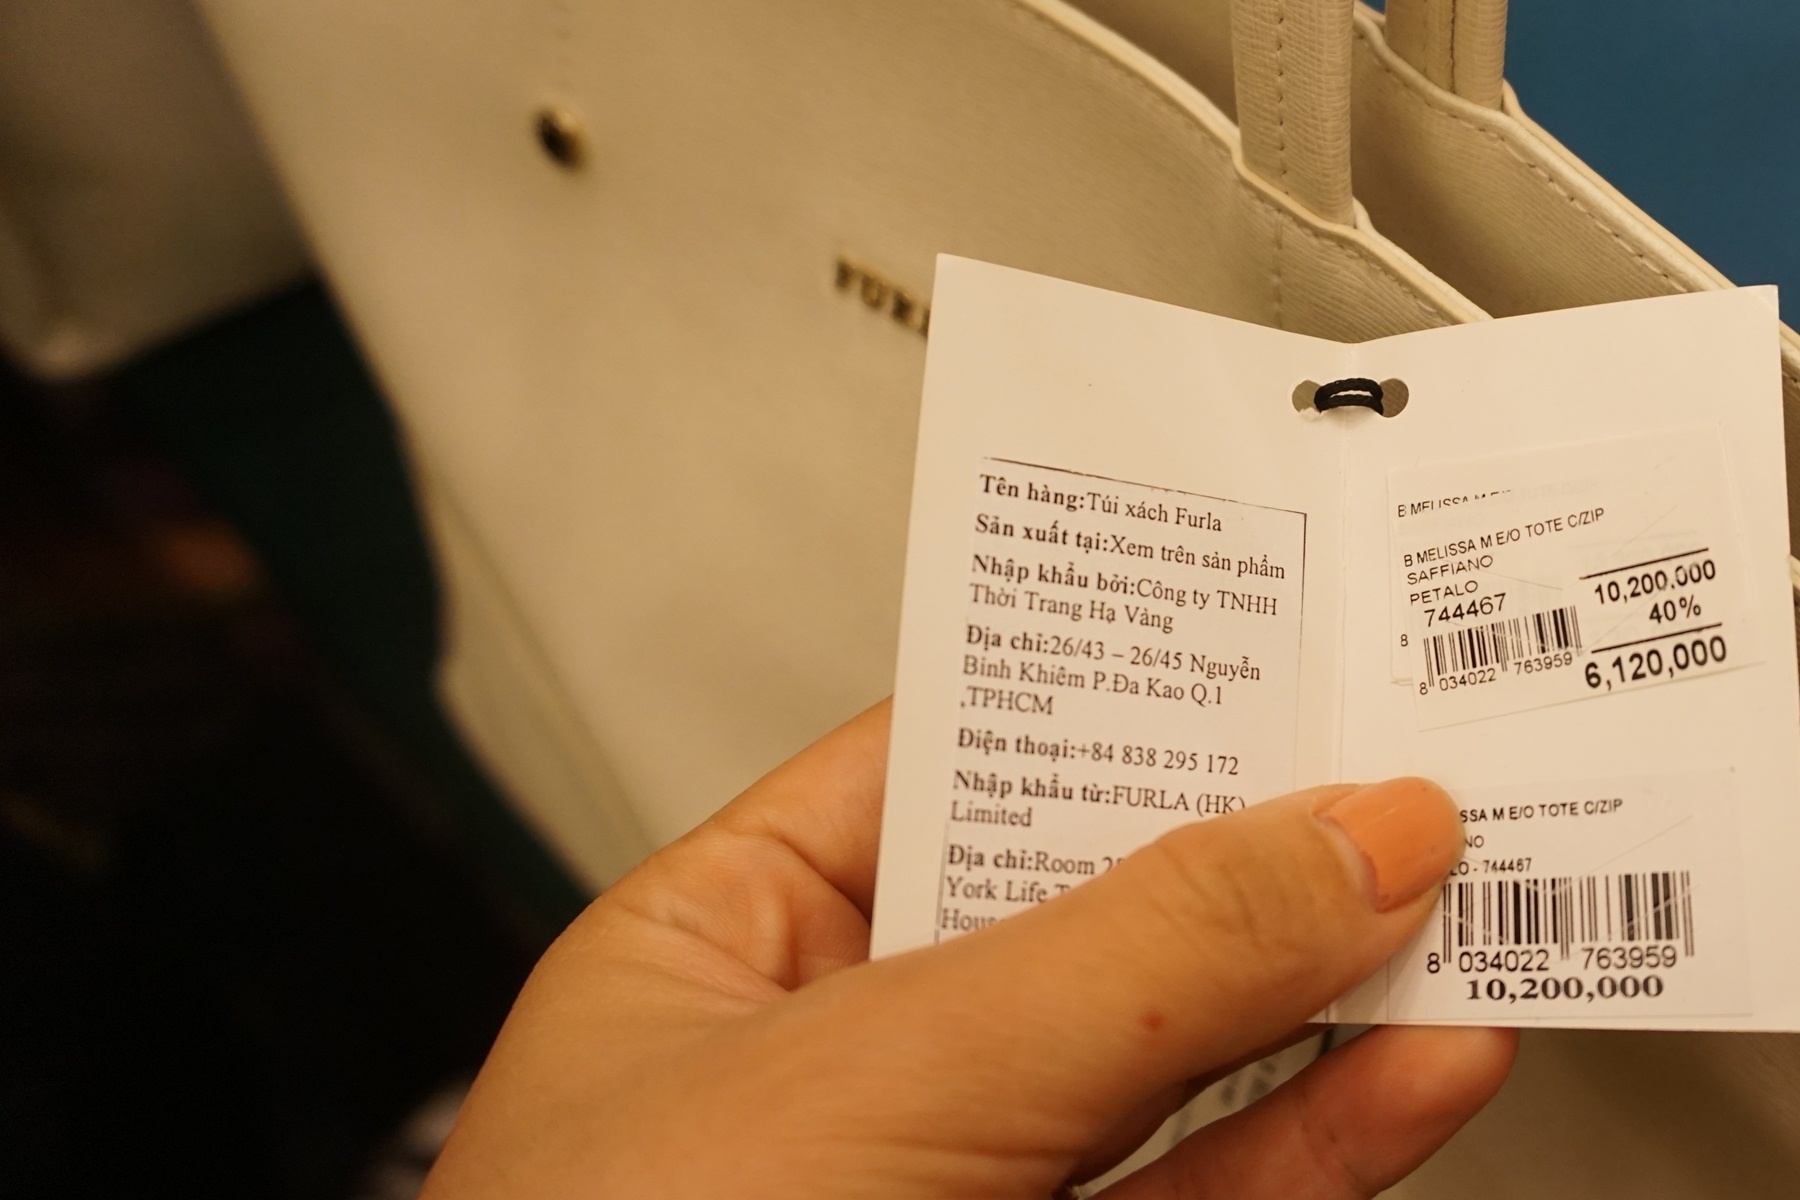 Tên hàng:Túi xách Furla
Sản xuất tại:Xem trên sản phẩm
Nhập khẩu bởi:Công ty TNHH
Thời Trang Hạ Vàng
Địa chỉ:26/43 – 26/45 Nguyễn
Bỉnh Khiêm P.Đa Kao Q.1
,TPHCM
Điện thoại:+84 838 295 172
Nhập khẩu từ:FURLA (HK)
Limited
Địa chỉ:Room
York Life
B MELISSA M
B MELISSA M E/O TOTE C/ZIP
SAFFIANO
PETALO
744467
10,200.000
40%
6,120,000
8
8 034022 763959
SSA M E/O TOTE C/ZIP
NO
LO - 744467
8 034022 763959
10,200,000